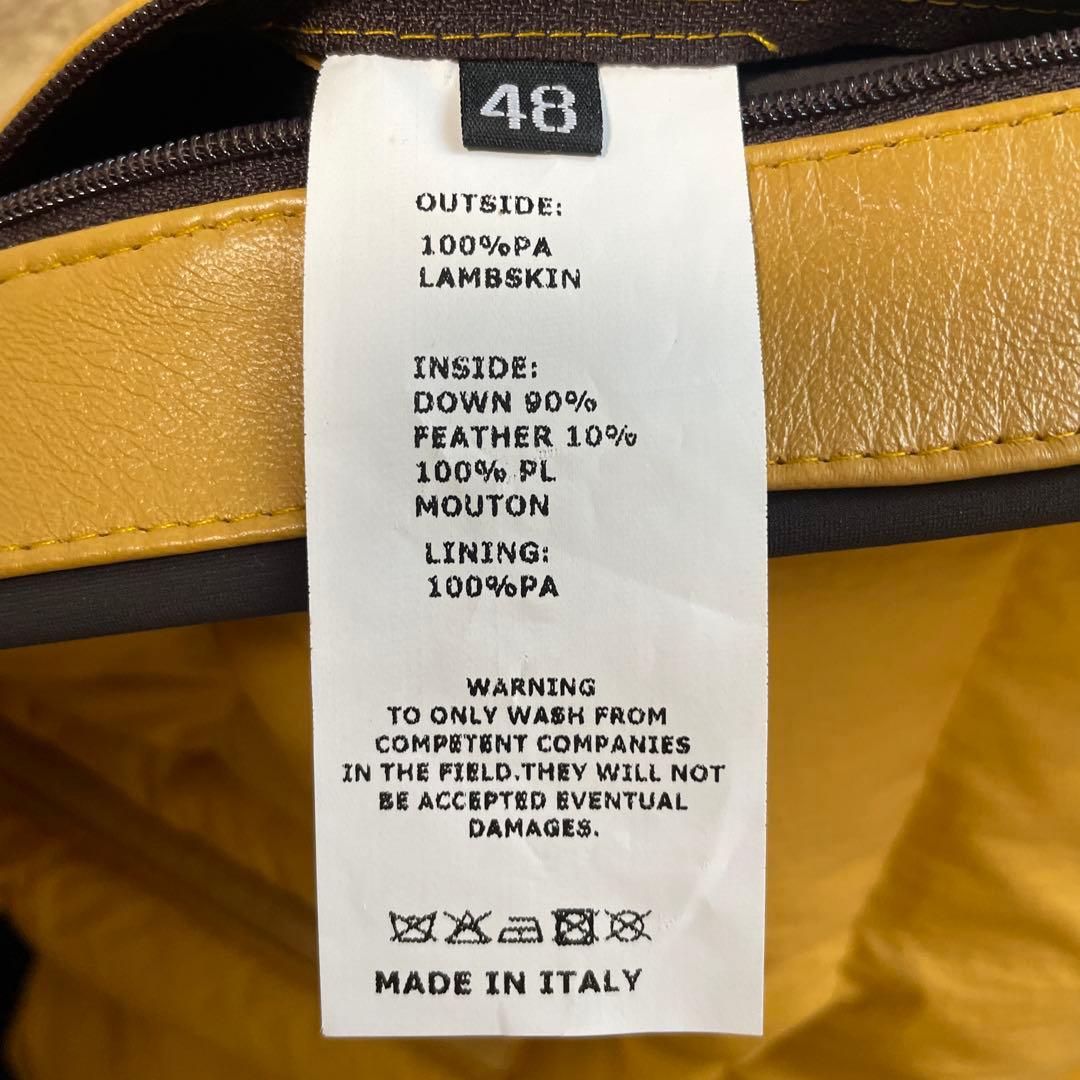 48
OUTSIDE:
100%PA
LAMBSKIN
INSIDE:
DOWN 90%
FEATHER 10%
100% PL
MOUTON
LINING:
100%PA
WARNING
TO ONLY WASH FROM
COMPETENT COMPANIES
IN THE FIELD.THEY WILL NOT
BE ACCEPTED EVENTUAL
DAMAGES.
MADE IN ITALY